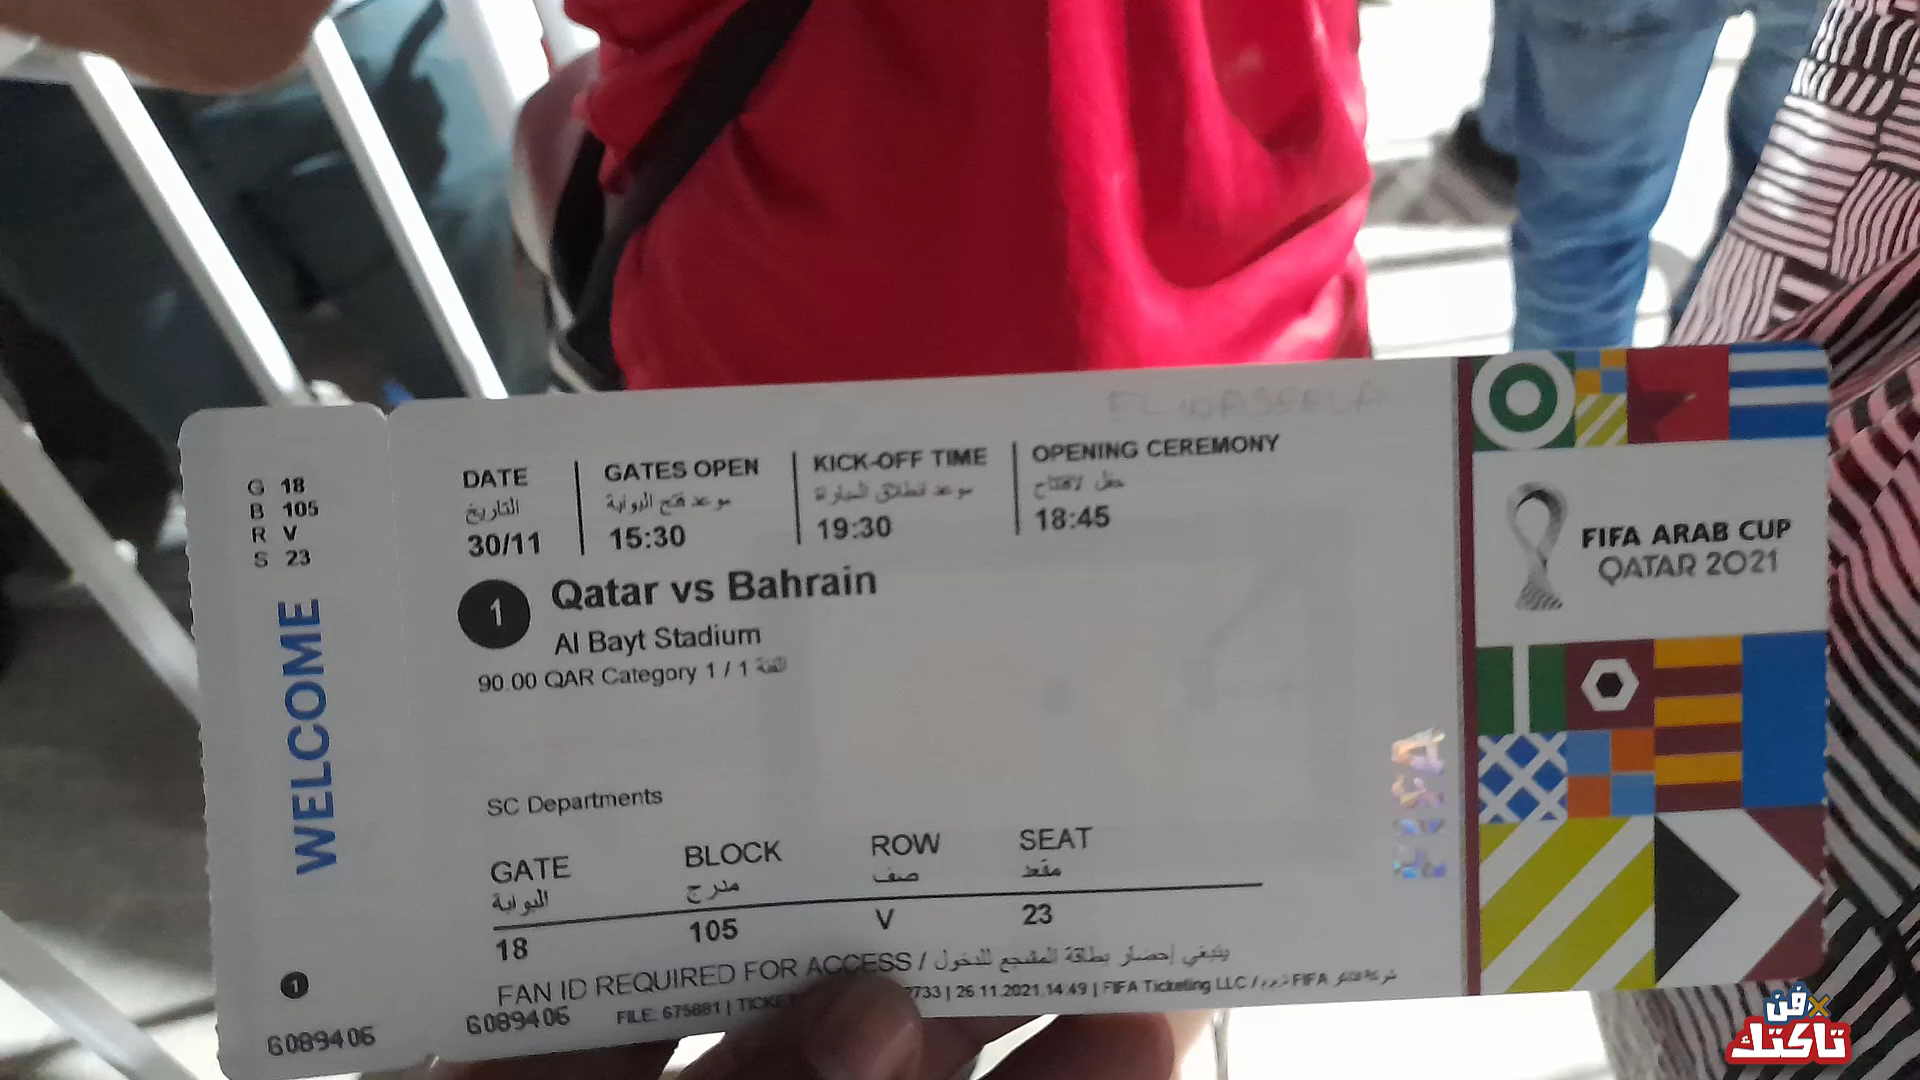 G 18
B 105
R V
S 23
WELCOME
1
G089406
DATE
التاريخ
30/11
GATES OPEN
موعد فتح البوابة
15:30
KICK-OFF TIME
موعد انطلاق المباراة
19:30
OPENING CEREMONY
حفل الافتتاح
18:45
1
Qatar vs Bahrain
Al Bayt Stadium
90.00 QAR Category 1 / 1 الفئة
SC Departments
GATE BLOCK ROW SEAT
البوابة مدرج صف مقعد
18 105 V 23
FAN ID REQUIRED FOR ACCESS / ينبغي إحضار بطاقة المشجع للدخول
G089406
FILE: 675881 | TICKET 2733 | 26.11.2021,14:49 | FIFA Ticketing LLC / FIFA
FIFA ARAB CUP
QATAR 2021
فن
تاكتك